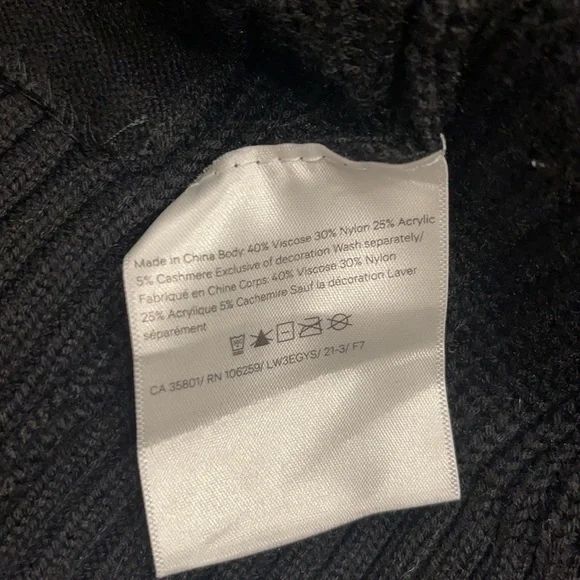 Made in China Body 40% Viscose 30% Nylon 25% Acrylic
5% Cashmere Exclusive of decoration Wash separately/
Fabriqué en Chine Corps. 40% Viscose 30% Nylon
25% Acrylique 5% Cachemire Sauf la décoration Laver
séparément
CA 35801/ RN 106259/ LW3EGYS/ 21-3/ F7